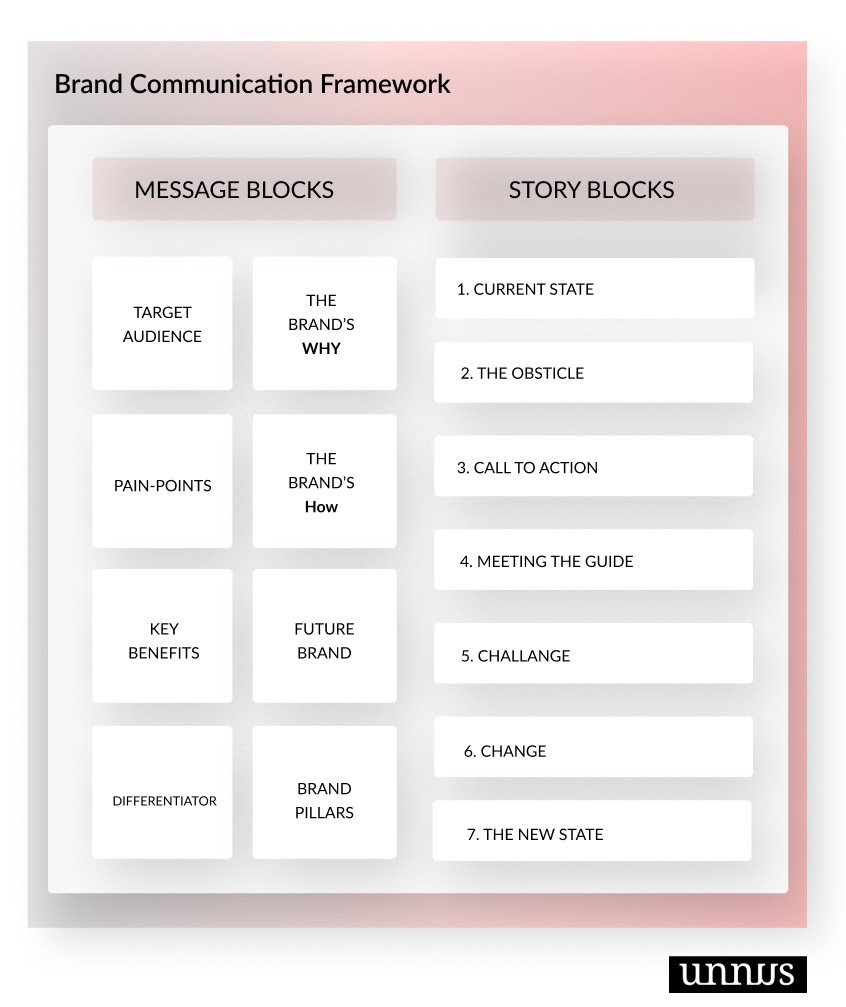 Brand Communication Framework
MESSAGE BLOCKS
TARGET
AUDIENCE
THE
BRAND’S
WHY
PAIN-POINTS
THE
BRAND’S
How
KEY
BENEFITS
FUTURE
BRAND
DIFFERENTIATOR
BRAND
PILLARS
STORY BLOCKS
1. CURRENT STATE
2. THE OBSTICLE
3. CALL TO ACTION
4. MEETING THE GUIDE
5. CHALLANGE
6. CHANGE
7. THE NEW STATE
unnus